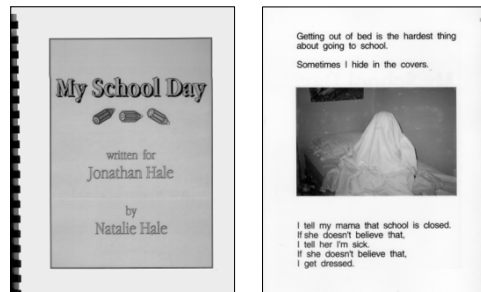 My School Day
written for
Jonathan Hale
by
Natalie Hale
Getting out of bed is the hardest thing
about going to school.
Sometimes I hide in the covers.
I tell my mama that school is closed.
If she doesn't believe that,
I tell her I'm sick.
If she doesn't believe that,
I get dressed.